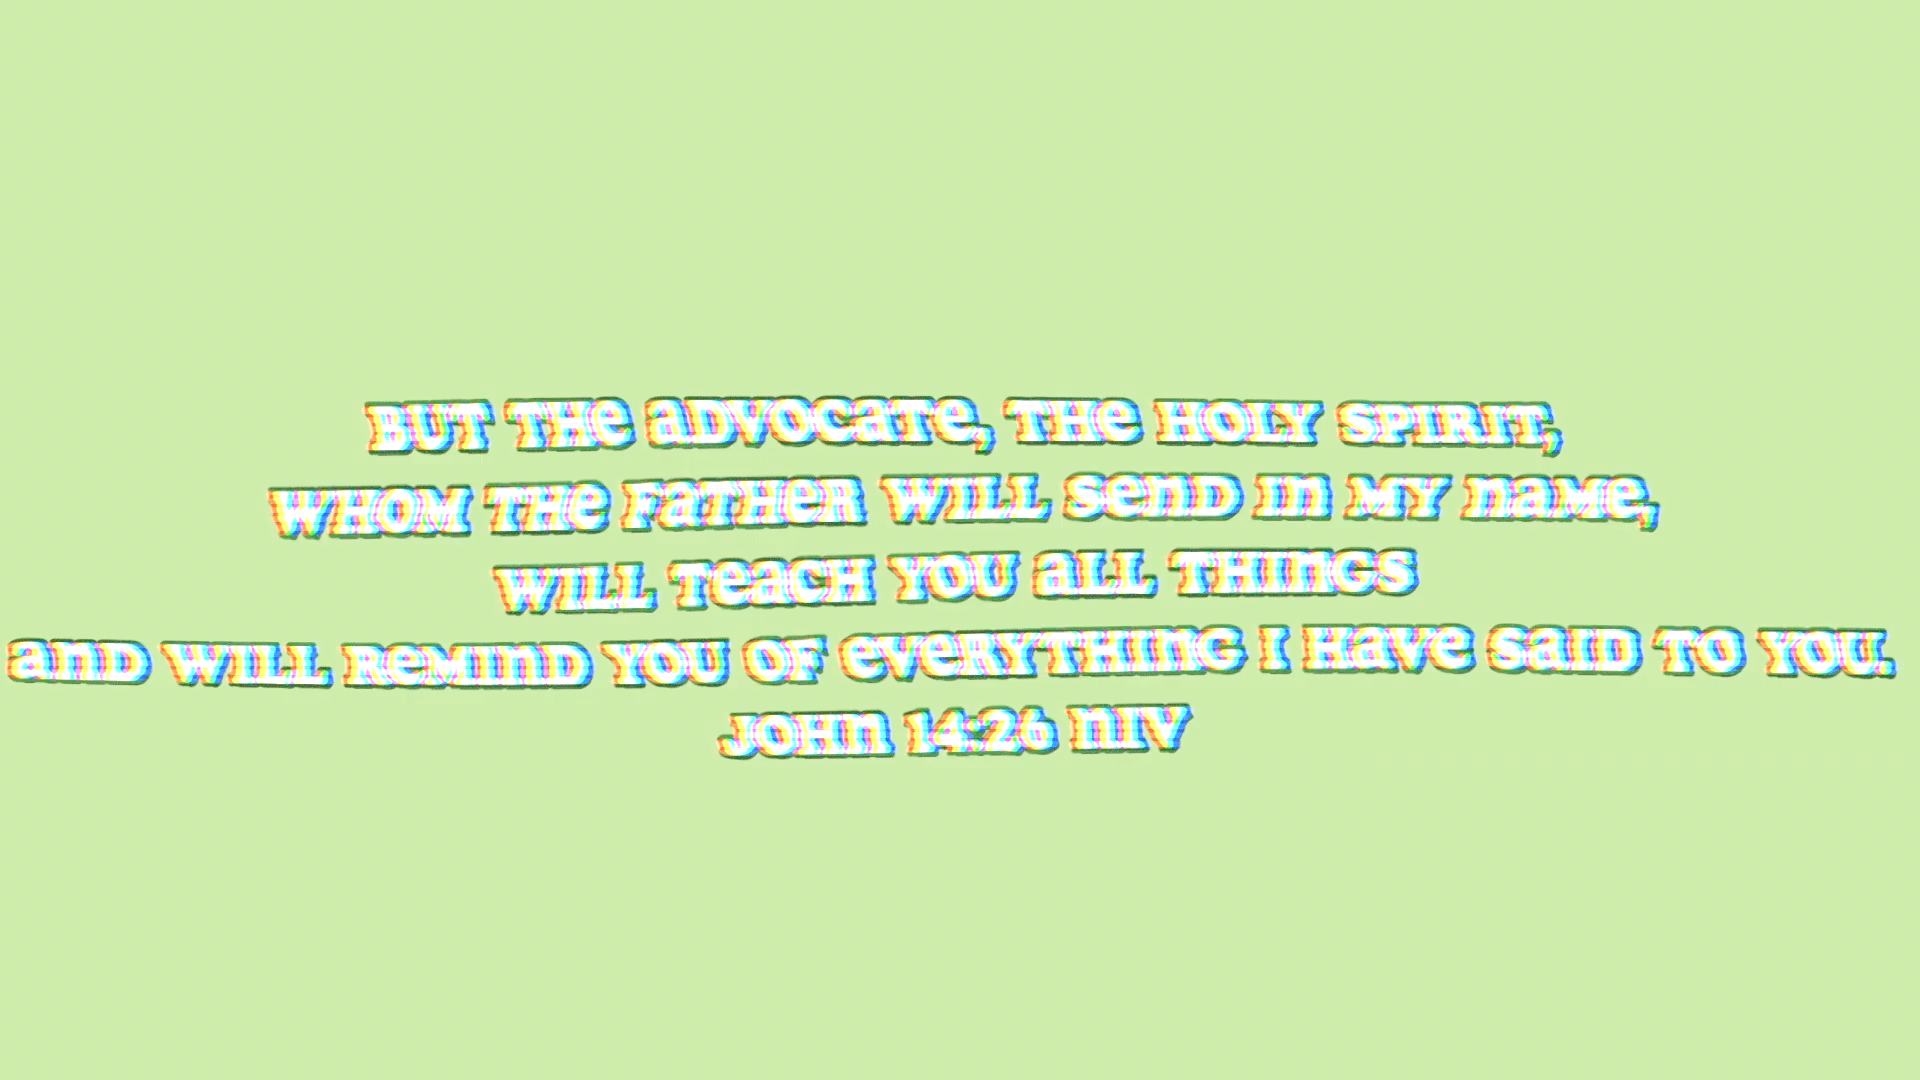 BUT THE aDVOCaTe, THe HOLY SPIRIT,
WHOM THe FaTHeR WILL SenD In MY naMe,
WILL TeaCH YOU aLL THInGS
anD WILL ReMInD YOU OF eVeRYTHInG I HaVe SaID TO YOU.
JOHn 14:26 nIV